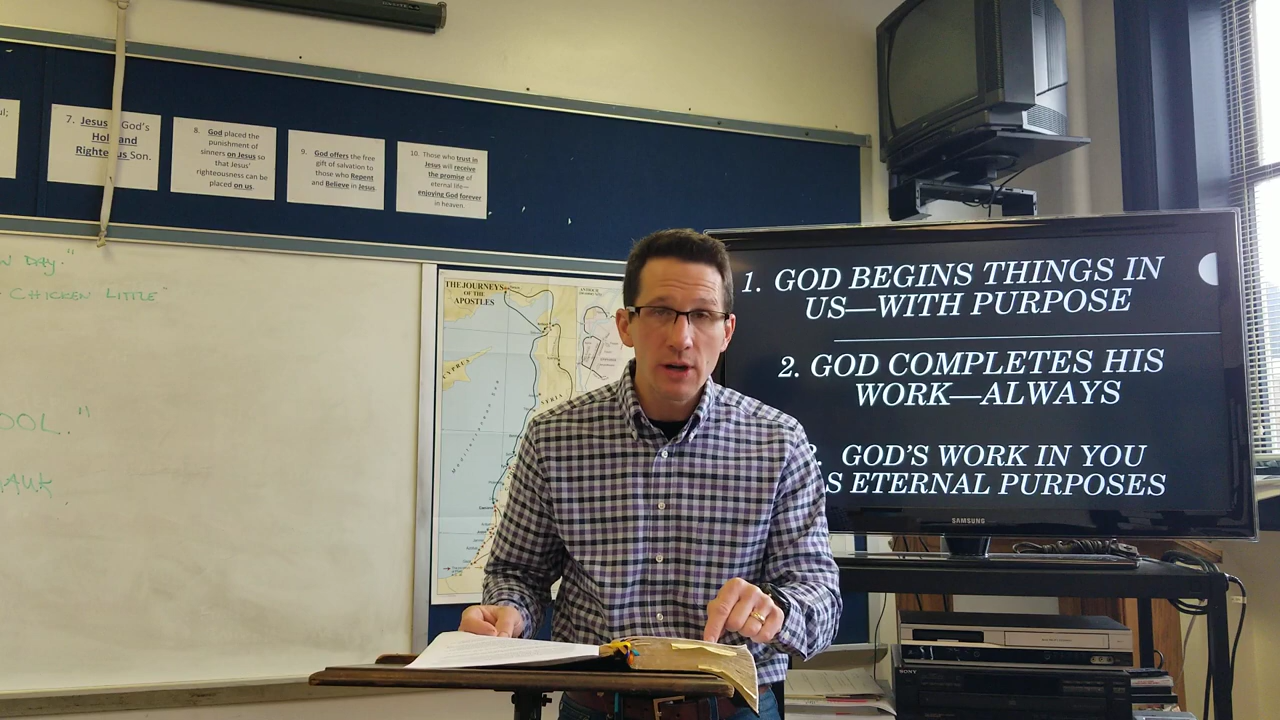 7. Jesus God's
Holy and
Righteous Son.
8. God placed the
punishment of
sinners on Jesus so
that Jesus'
righteousness can be
placed on us.
9. God offers the free
gift of salvation to
those who Repent
and Believe in Jesus
10. Those who trust in
Jesus will receive
the promise of
eternal life—
enjoying God forever
in heaven.
DAY."
CHICKEN LITTLE"
THE JOURNEYS
OF THE
APOSTLES
CYPRUS
SYRIA
1. GOD BEGINS THINGS IN
US—WITH PURPOSE
2. GOD COMPLETES HIS
WORK—ALWAYS
GOD'S WORK IN YOU
ETERNAL PURPOSES
SAMSUNG
SONY